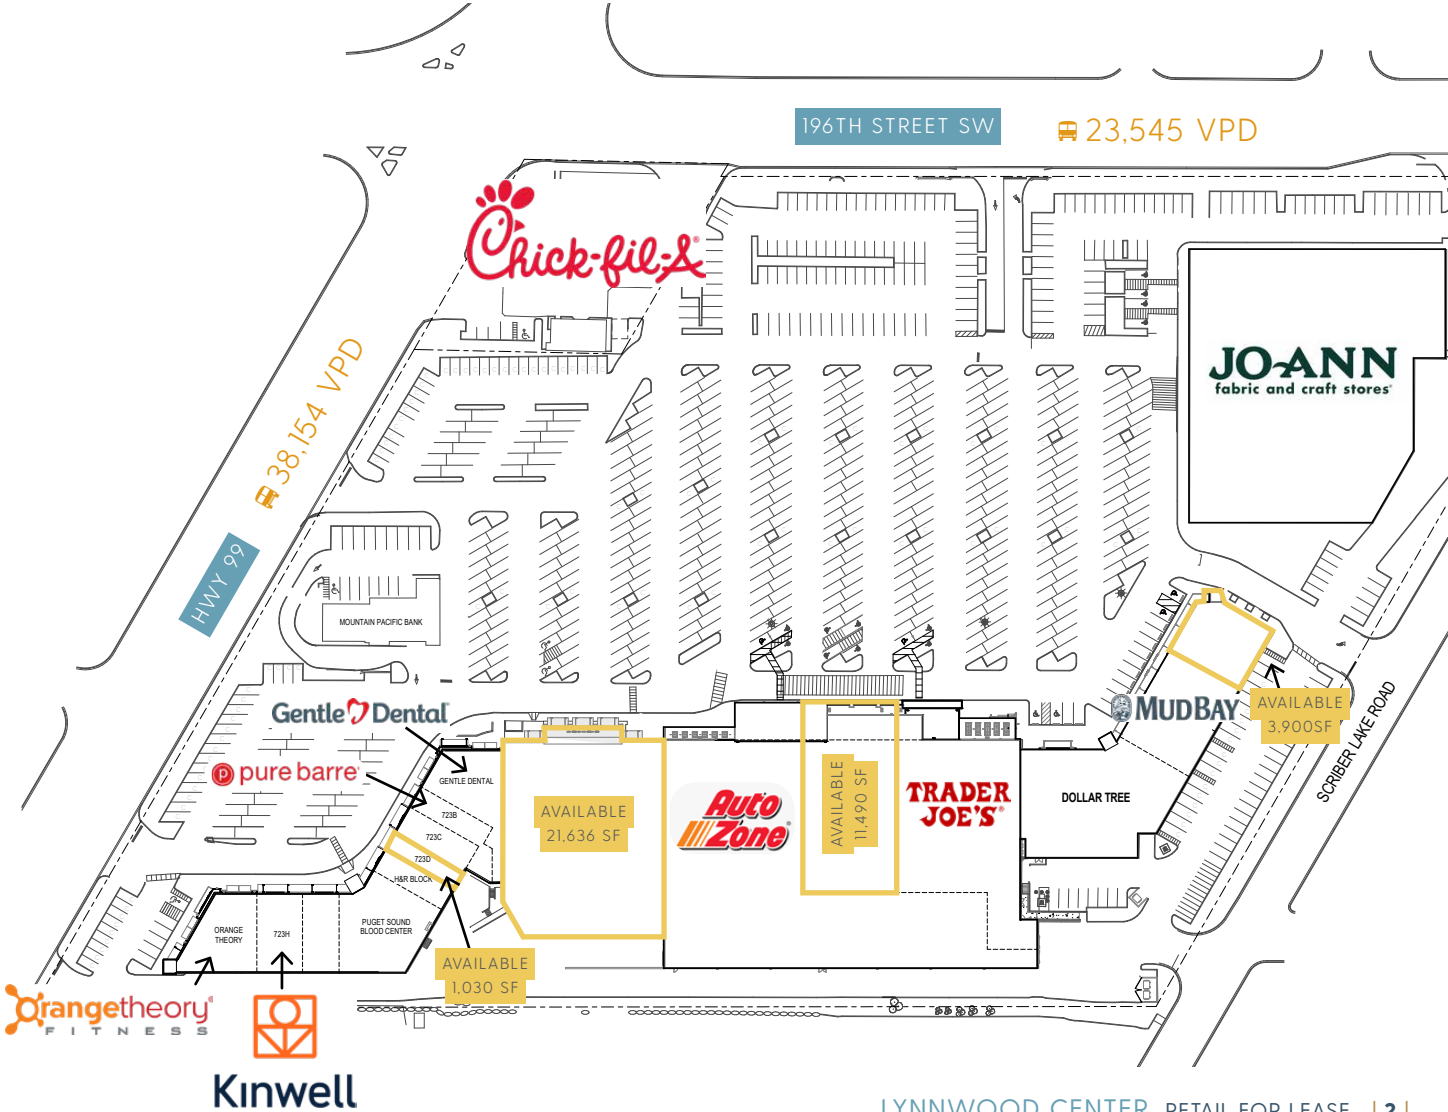 196TH STREET SW
23,545 VPD
Chick-fil-A
38,154 VPD
HWY 99
JO-ANN
fabric and craft stores
MOUNTAIN PACIFIC BANK
Gentle Dental
MUDBAY
AVAILABLE
3,900SF
SCRIBER LAKE ROAD
p pure barre
GENTLE DENTAL
723B
723C
723D
H&R BLOCK
AVAILABLE
21,636 SF
Auto
Zone
AVAILABLE
11,490 SF
TRADER
JOE'S
DOLLAR TREE
ORANGE
THEORY
723H
PUGET SOUND
BLOOD CENTER
AVAILABLE
1,030 SF
Orangetheory
FITNESS
Kinwell
LYNNWOOD CENTER RETAIL FOR LEASE | 2 |